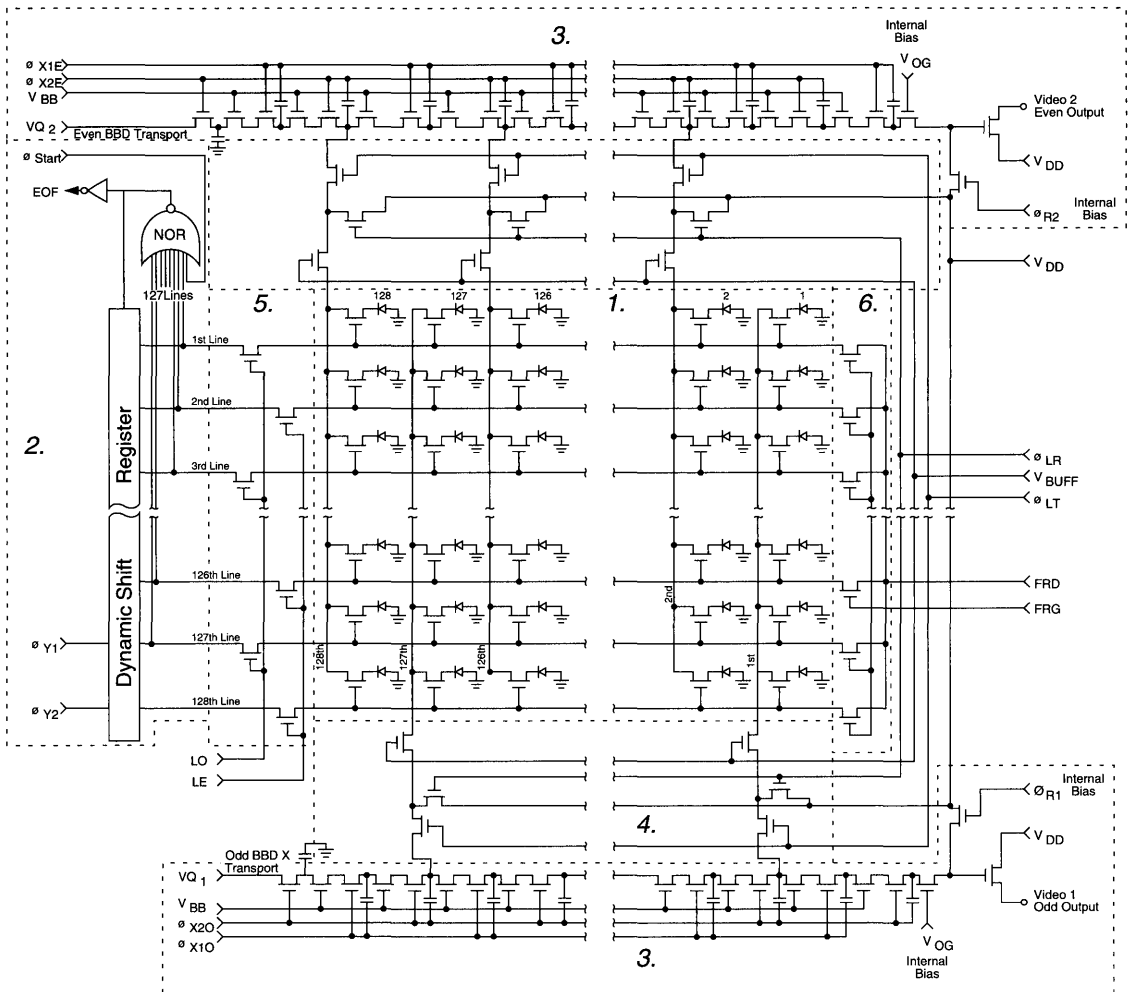 3.
Internal
Bias
V OG
ø X1E
ø X2E
V BB
VQ 2
Even BBD Transport
Video 2
Even Output
V DD
ø R2
Internal
Bias
V DD
ø Start
EOF
NOR
127Lines
5.
1.
6.
128
127
126
2
1
1st Line
2nd Line
3rd Line
126th Line
127th Line
128th Line
2.
Register
Dynamic Shift
ø Y1
ø Y2
128th
127th
126th
2nd
1st
ø LR
V BUFF
ø LT
FRD
FRG
LO
LE
4.
Ø R1
Internal
Bias
V DD
Video 1
Odd Output
Odd BBD X
Transport
VQ 1
V BB
ø X2O
ø X1O
V OG
Internal
Bias
3.